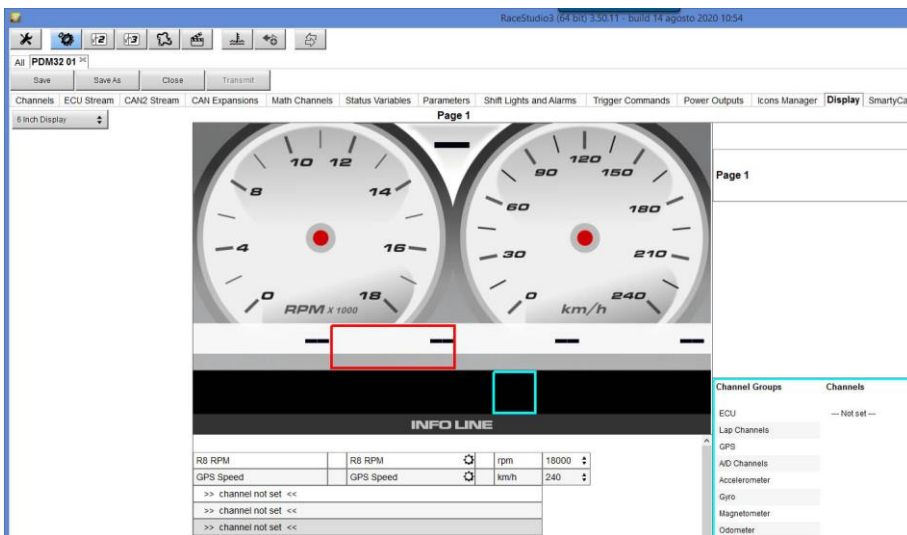 RaceStudio3 (64 bit) 3.50.11 - build 14 agosto 2020 10:54
All PDM32 01
Save Save As Close Transmit
Channels ECU Stream CAN2 Stream CAN Expansions Math Channels Status Variables Parameters Shift Lights and Alarms Trigger Commands Power Outputs Icons Manager Display SmartyCa
6 Inch Display
Page 1
0 4 8 10 12 14 16 18
RPM x 1000
0 30 60 90 120 150 180 210 240
km/h
Page 1
INFO LINE
R8 RPM R8 RPM rpm 18000
GPS Speed GPS Speed km/h 240
>> channel not set <<
>> channel not set <<
>> channel not set <<
Channel Groups Channels
ECU --- Not set ---
Lap Channels
GPS
A/D Channels
Accelerometer
Gyro
Magnetometer
Odometer